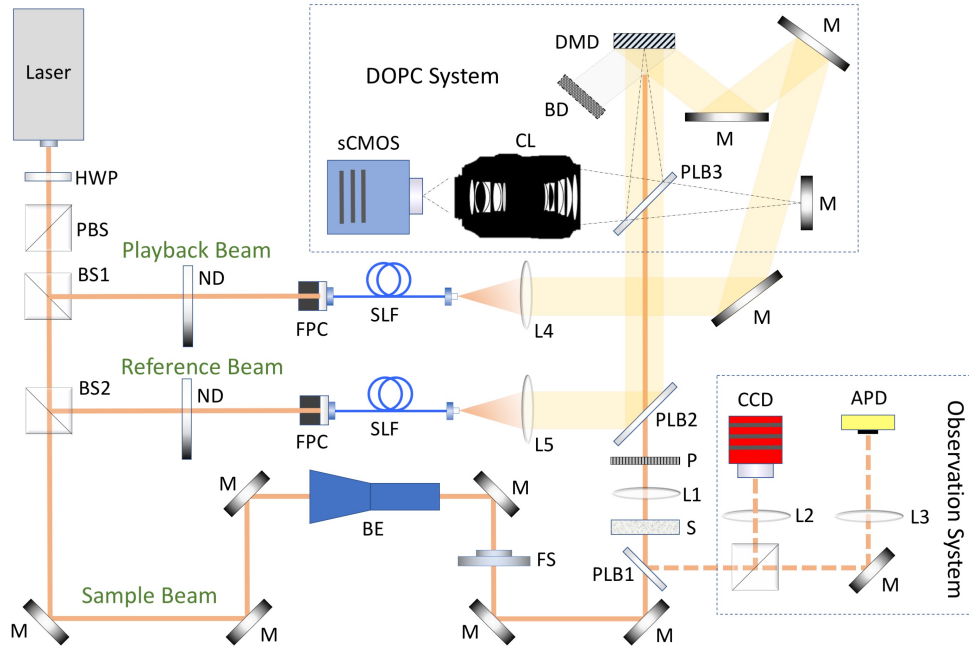 Laser
HWP
PBS
BS1
Playback Beam
ND
FPC
SLF
L4
DOPC System
DMD
BD
M
M
sCMOS
CL
PLB3
M
M
BS2
Reference Beam
ND
FPC
SLF
L5
PLB2
P
L1
S
PLB1
M
BE
M
FS
Sample Beam
M
M
M
M
CCD
APD
L2
L3
M
Observation System